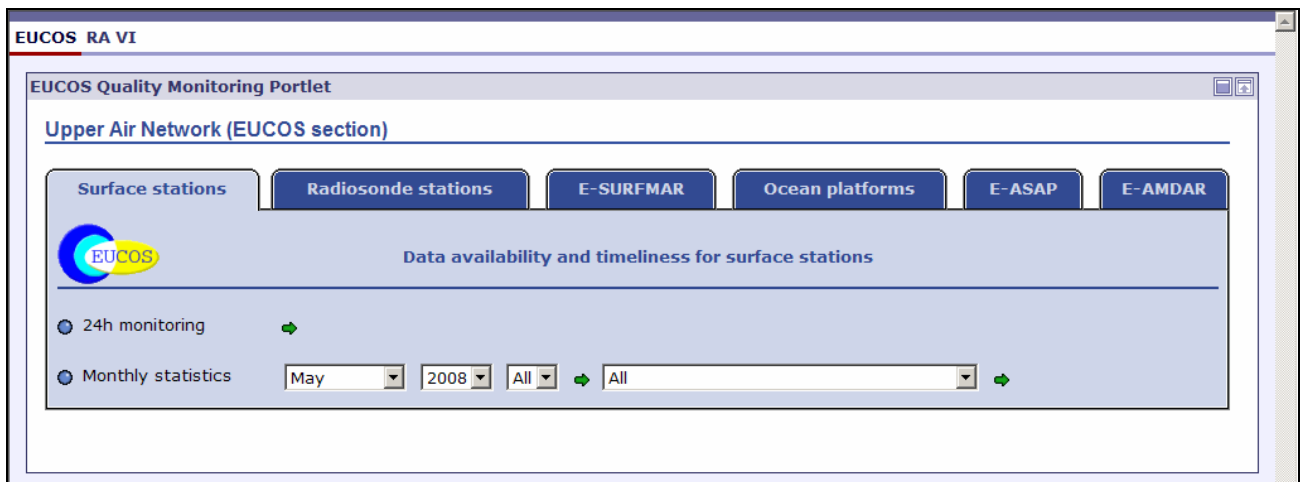 EUCOS RA VI
EUCOS Quality Monitoring Portlet
Upper Air Network (EUCOS section)
Surface stations Radiosonde stations E-SURFMAR Ocean platforms E-ASAP E-AMDAR
EUCOS Data availability and timeliness for surface stations
24h monitoring
Monthly statistics May 2008 All All